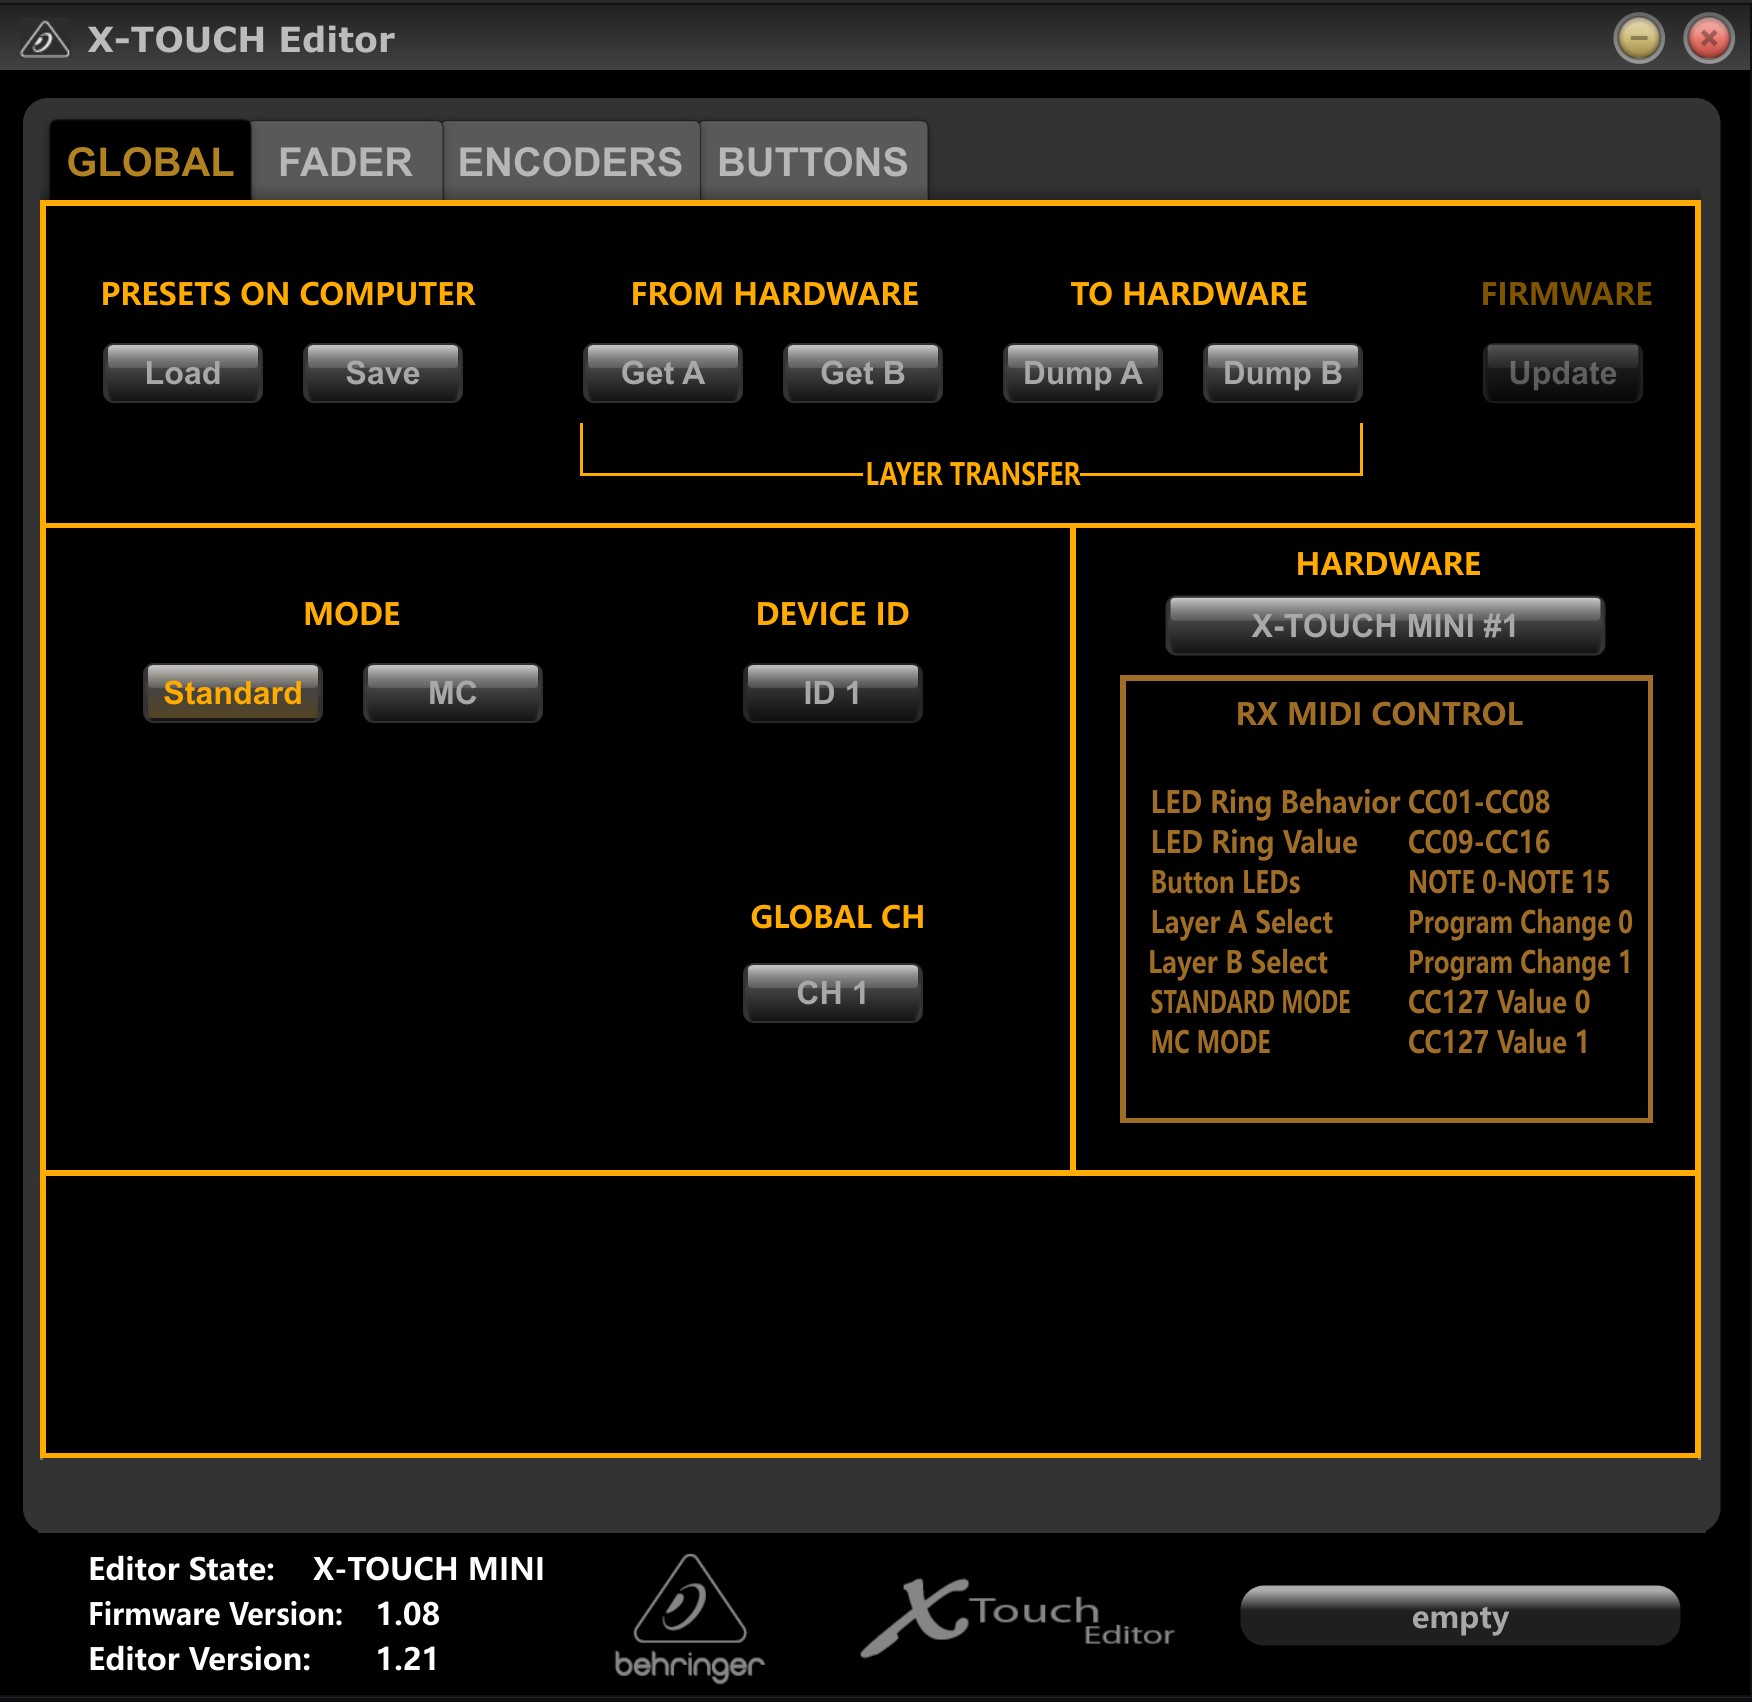 X-TOUCH Editor
GLOBAL FADER ENCODERS BUTTONS
PRESETS ON COMPUTER FROM HARDWARE TO HARDWARE FIRMWARE
Load Save Get A Get B Dump A Dump B Update
LAYER TRANSFER
MODE DEVICE ID
Standard MC ID 1
GLOBAL CH
CH 1
HARDWARE
X-TOUCH MINI #1
RX MIDI CONTROL
LED Ring Behavior CC01-CC08
LED Ring Value CC09-CC16
Button LEDs NOTE 0-NOTE 15
Layer A Select Program Change 0
Layer B Select Program Change 1
STANDARD MODE CC127 Value 0
MC MODE CC127 Value 1
Editor State: X-TOUCH MINI
Firmware Version: 1.08
Editor Version: 1.21
behringer
X Touch
Editor
empty